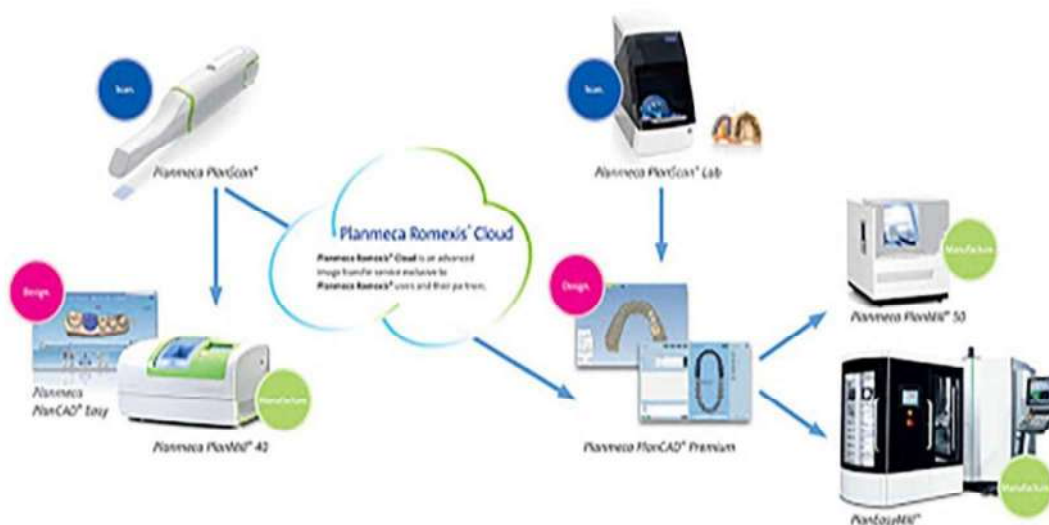 Scan.
Planmeca PlanScan®
Scan.
Planmeca PlanScan® Lab
Planmeca Romexis® Cloud
Planmeca Romexis® Cloud is an advanced
image transfer service exclusive to
Planmeca Romexis® users and their partners.
Design.
Planmeca
PlanCAD® Easy
Manufacture.
Planmeca PlanMill® 40
Design.
Planmeca PlanCAD® Premium
Manufacture.
Planmeca PlanMill® 50
Manufacture.
PlanEasyMill™